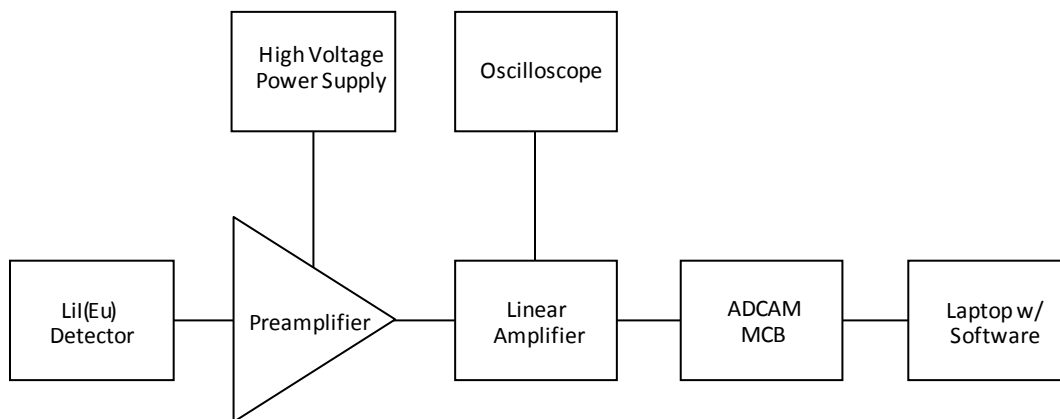 High Voltage
Power Supply
Oscilloscope
LiI(Eu)
Detector
Preamplifier
Linear
Amplifier
ADCAM
MCB
Laptop w/
Software